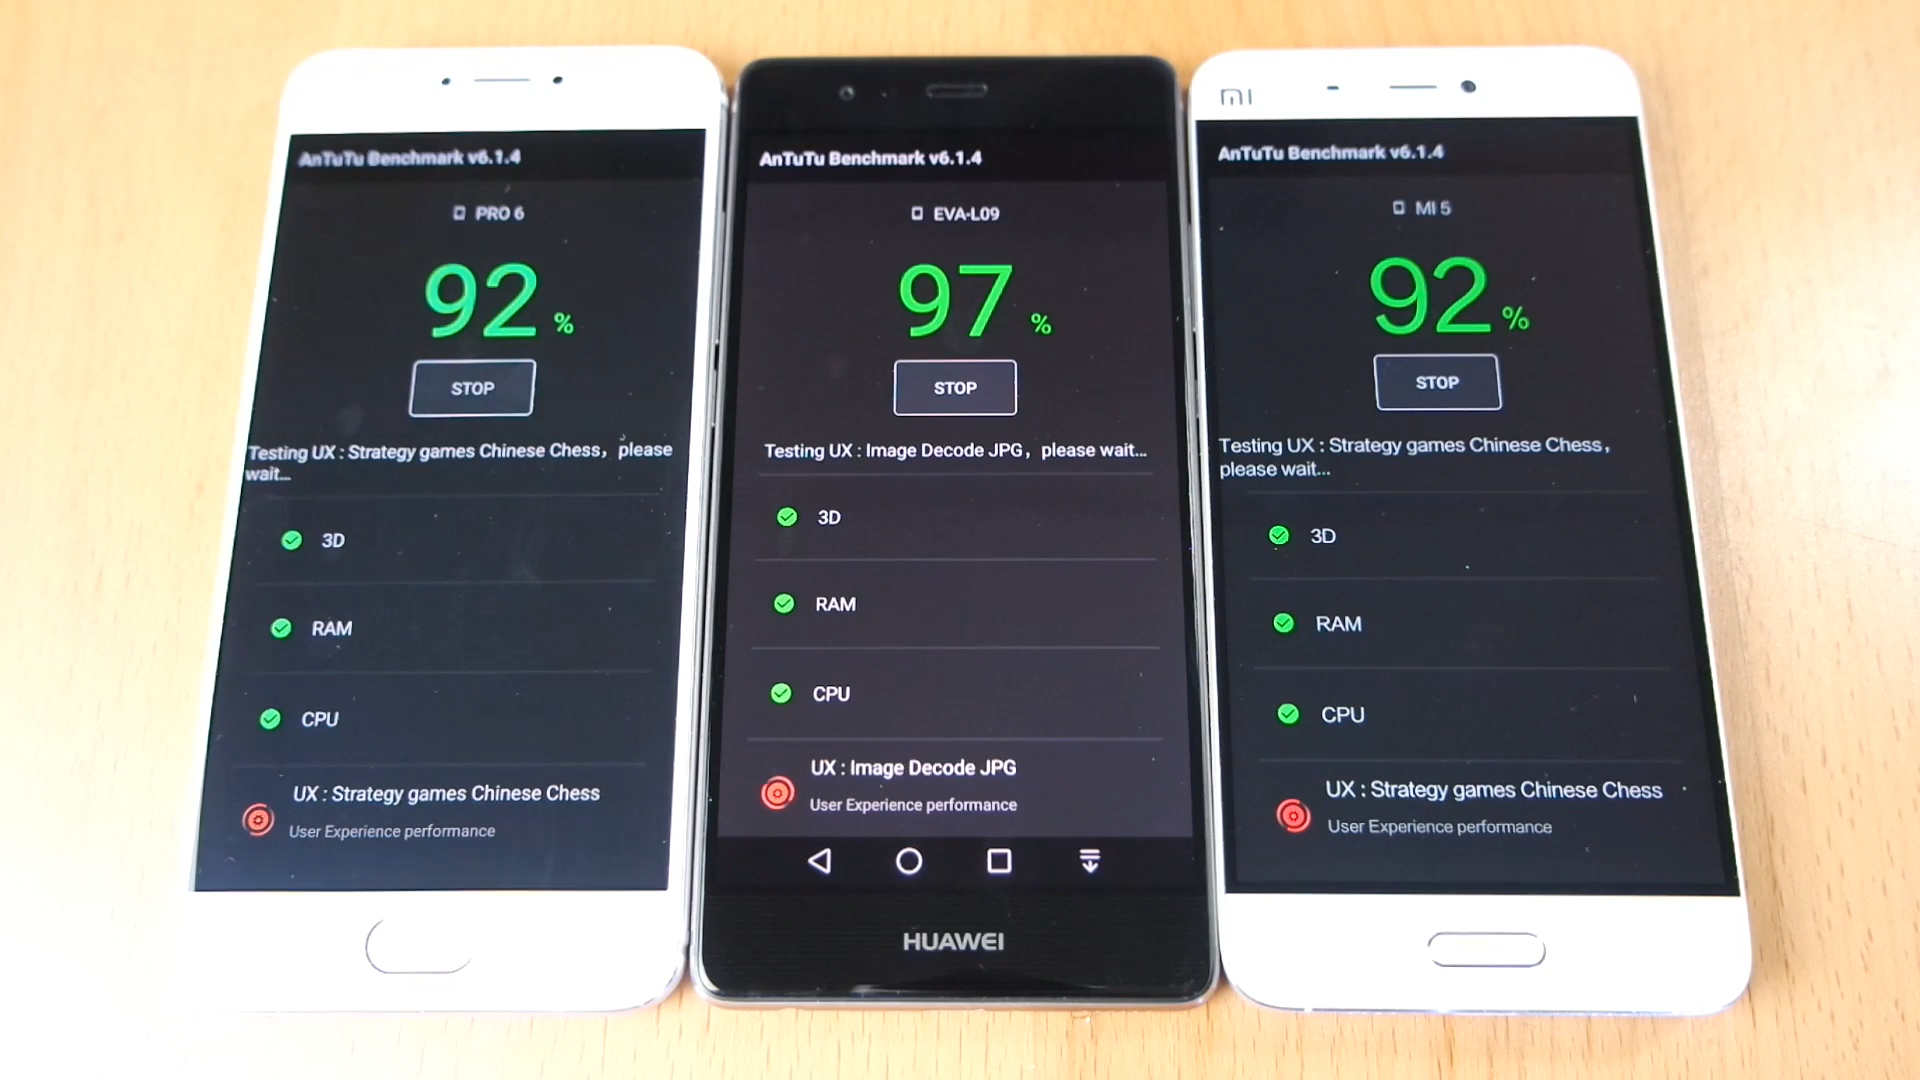 AnTuTu Benchmark v6.1.4
PRO 6
92 %
STOP
Testing UX : Strategy games Chinese Chess，please
wait...
3D
RAM
CPU
UX : Strategy games Chinese Chess
User Experience performance
AnTuTu Benchmark v6.1.4
EVA-L09
97 %
STOP
Testing UX : Image Decode JPG，please wait...
3D
RAM
CPU
UX : Image Decode JPG
User Experience performance
HUAWEI
MI
AnTuTu Benchmark v6.1.4
MI 5
92 %
STOP
Testing UX : Strategy games Chinese Chess，
please wait...
3D
RAM
CPU
UX : Strategy games Chinese Chess
User Experience performance